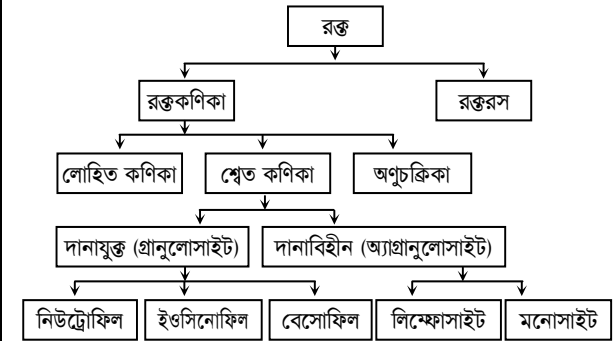 রক্ত
রক্তকণিকা রক্তরস
লোহিত কণিকা শ্বেত কণিকা অণুচক্রিকা
দানাযুক্ত (গ্রানুলোসাইট) দানাবিহীন (অ্যাগ্রানুলোসাইট)
নিউট্রোফিল ইওসিনোফিল বেসোফিল লিম্ফোসাইট মনোসাইট